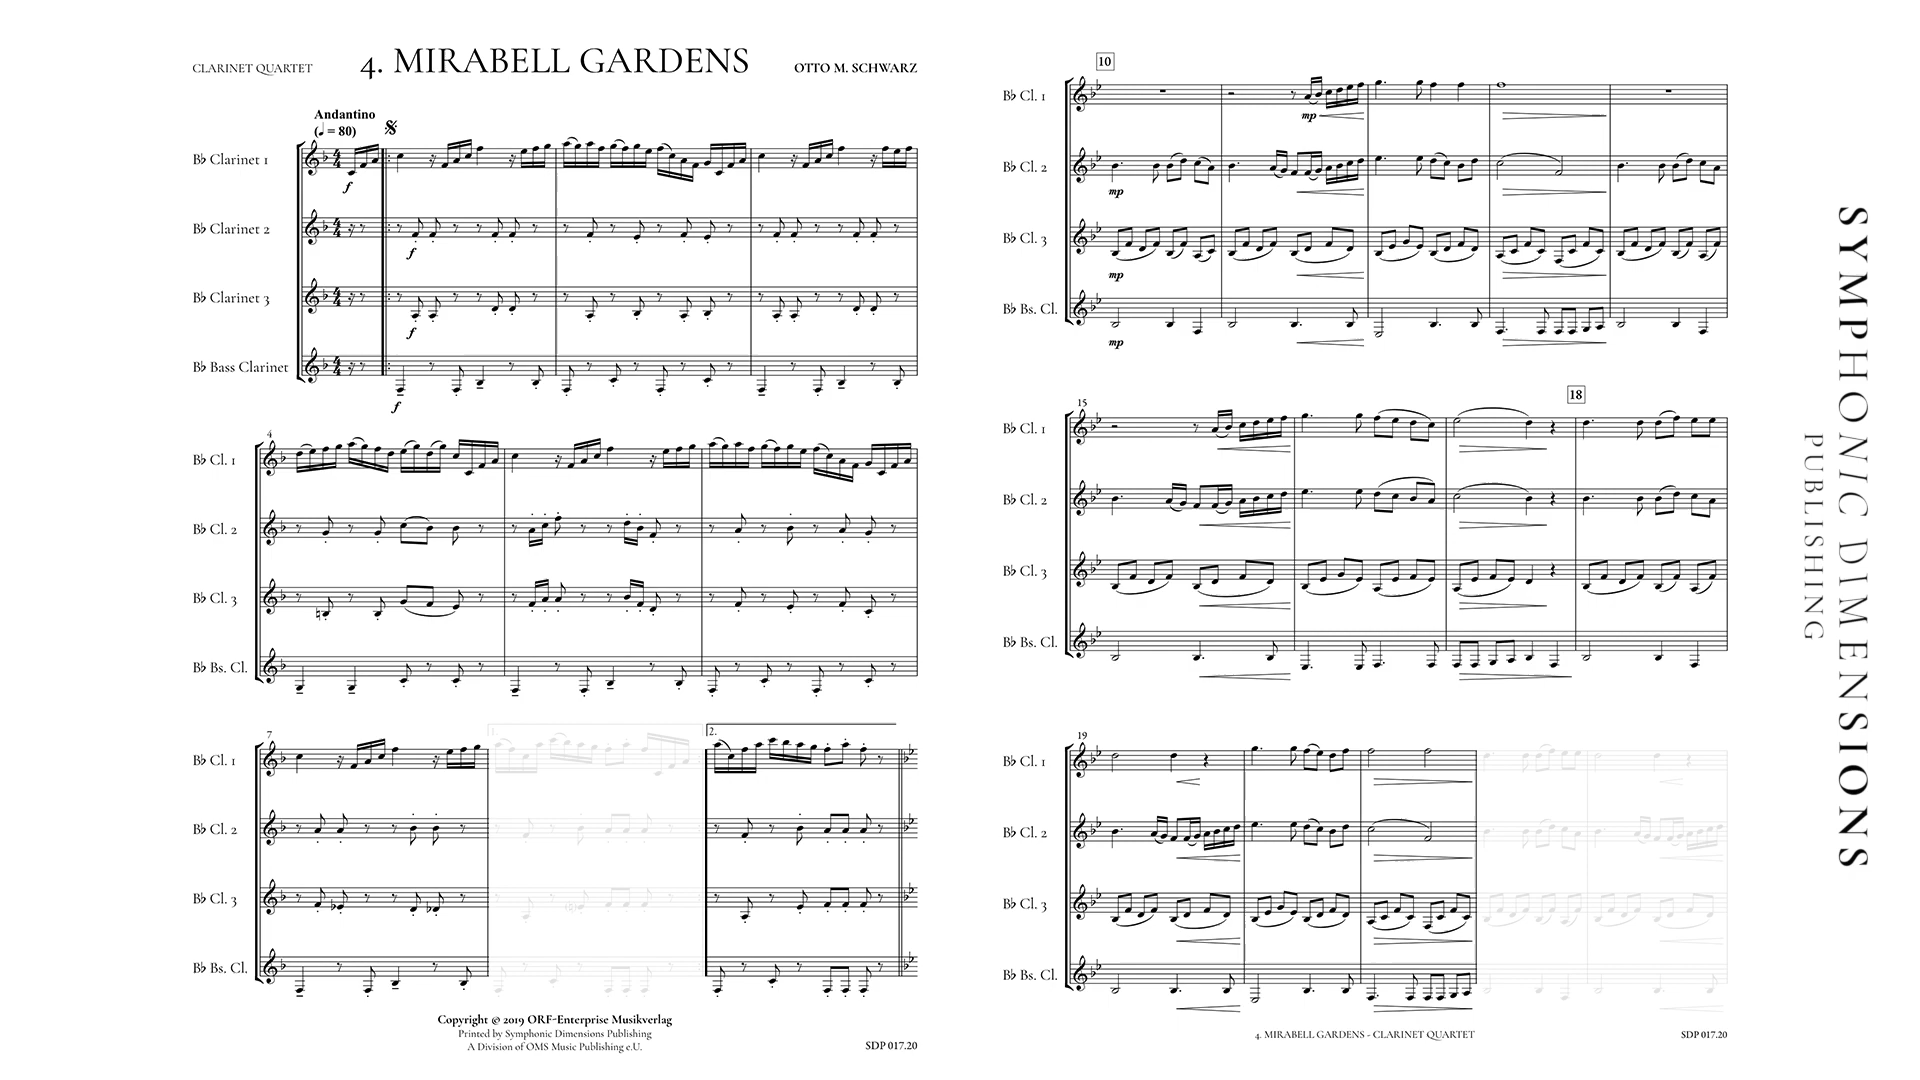 CLARINET QUARTET
4. MIRABELL GARDENS
OTTO M. SCHWARZ
Andantino
(♩ = 80)
B♭ Clarinet 1
f
B♭ Clarinet 2
f
B♭ Clarinet 3
f
B♭ Bass Clarinet
f
4
B♭ Cl. 1
B♭ Cl. 2
B♭ Cl. 3
B♭ Bs. Cl.
7
1.
2.
B♭ Cl. 1
B♭ Cl. 2
B♭ Cl. 3
B♭ Bs. Cl.
Copyright © 2019 ORF-Enterprise Musikverlag
Printed by Symphonic Dimensions Publishing
A Division of OMS Music Publishing e.U.
SDP 017.20
10
B♭ Cl. 1
mp
B♭ Cl. 2
mp
B♭ Cl. 3
mp
B♭ Bs. Cl.
mp
15
18
B♭ Cl. 1
B♭ Cl. 2
B♭ Cl. 3
B♭ Bs. Cl.
19
B♭ Cl. 1
B♭ Cl. 2
B♭ Cl. 3
B♭ Bs. Cl.
4. MIRABELL GARDENS - CLARINET QUARTET
SDP 017.20
SYMPHONIC DIMENSIONS
PUBLISHING